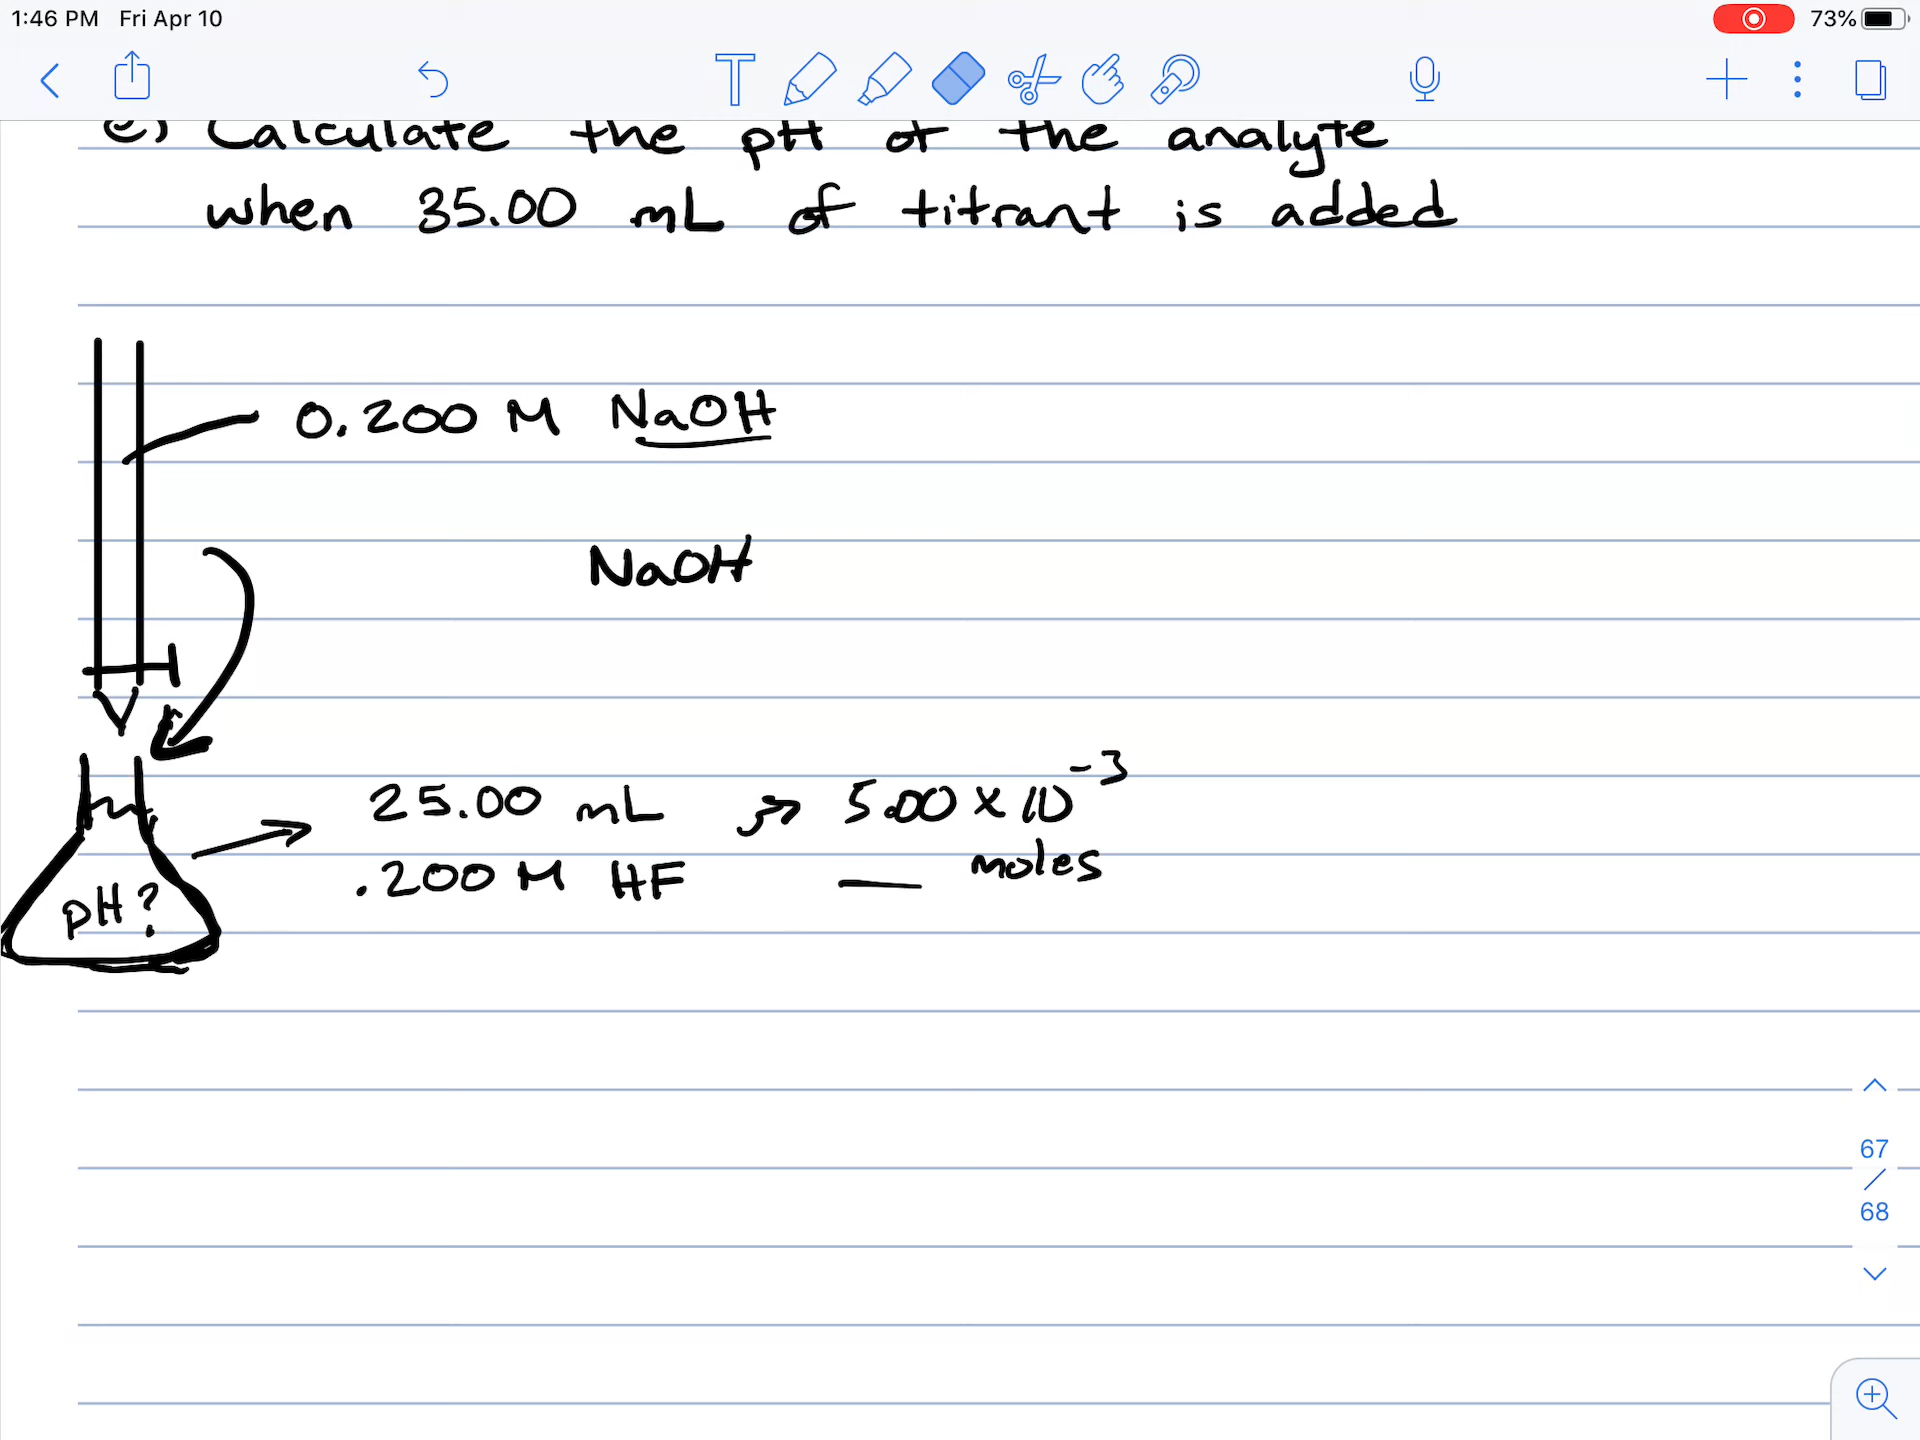 1:46 PM Fri Apr 10 73%
e) Calculate the pH of the analyte
when 35.00 mL of titrant is added
0.200 M NaOH
NaOH
25.00 mL → 5.00 x 10⁻³
.200 M HF moles
pH?
67
/
68